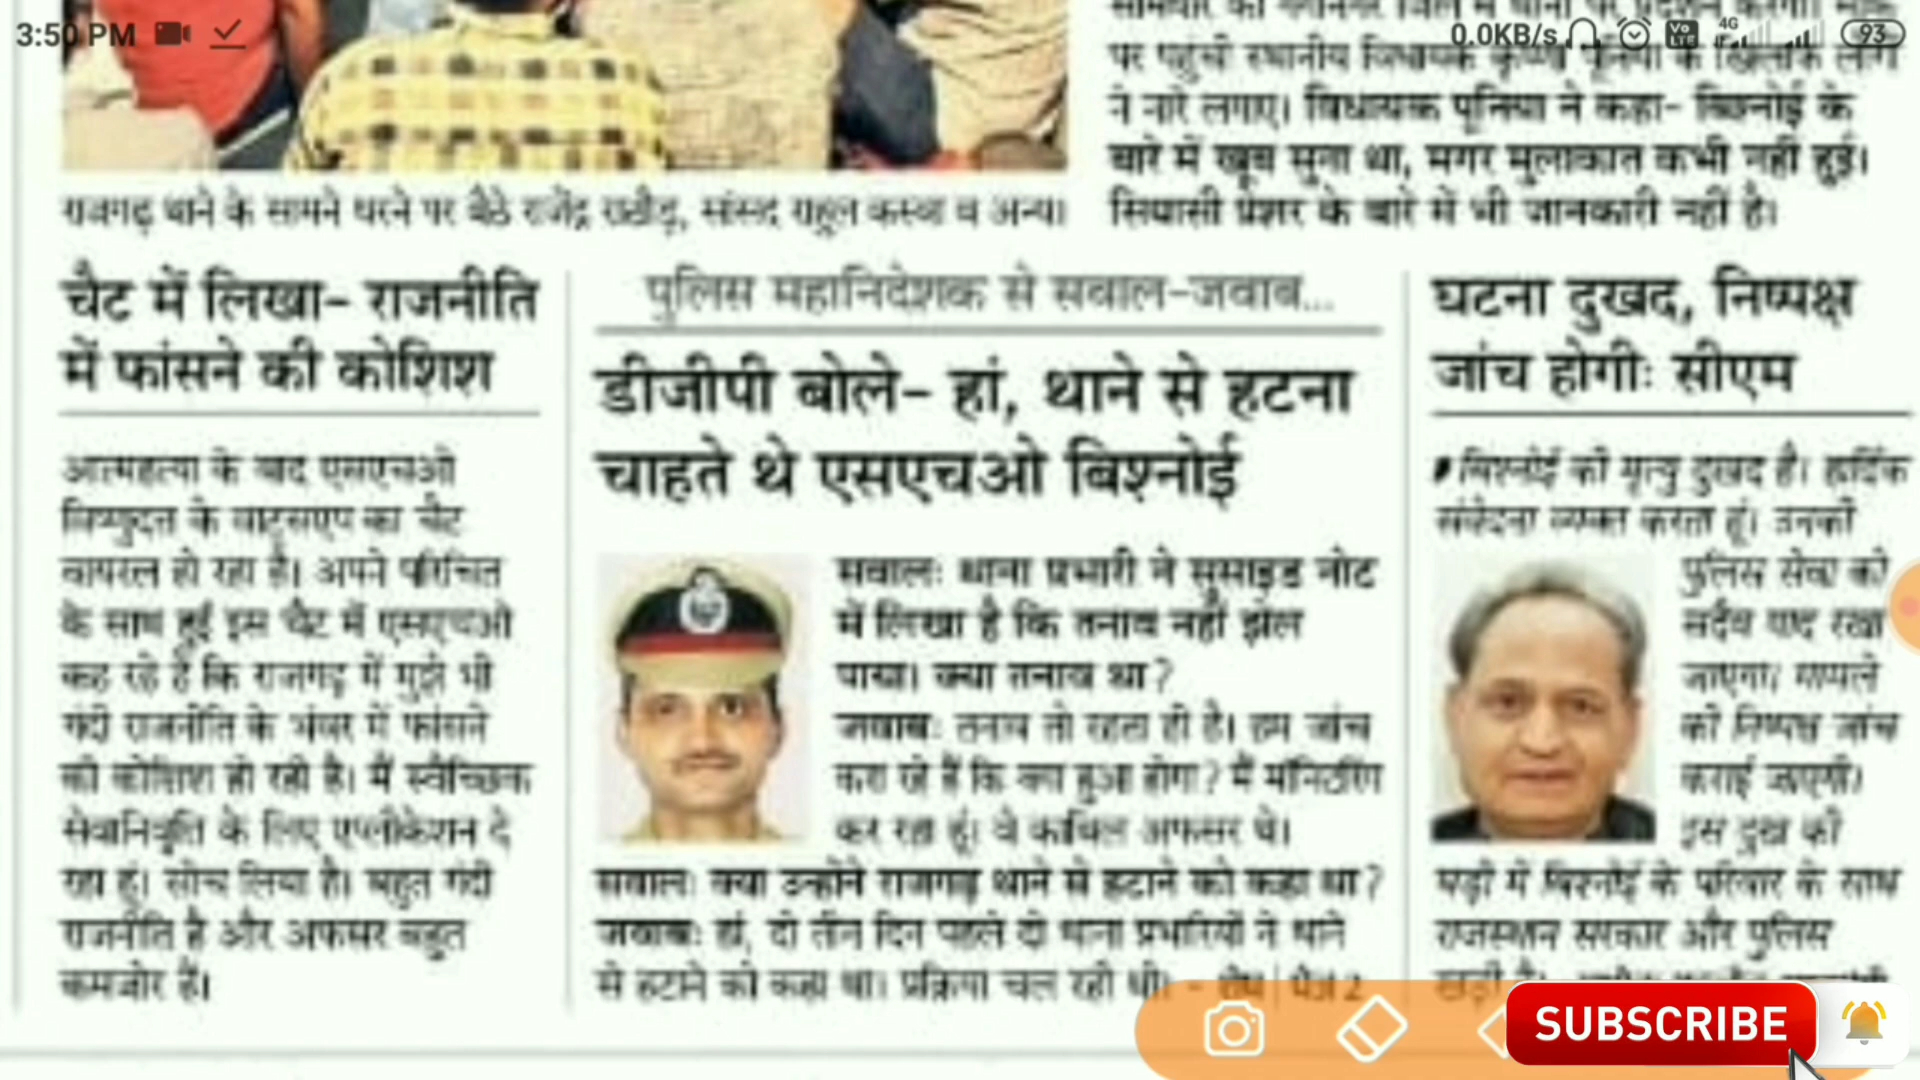 3:50 PM
0.0KB/s
Vo
LTE
4G
93
पर पहुंची स्थानीय विधायक कृष्णा पूनिया के खिलाफ लोगों
ने नारे लगाए। विधायक पूनिया ने कहा- बिश्नोई के
बारे में खूब सुना था, मगर मुलाकात कभी नहीं हुई।
सियासी प्रेशर के बारे में भी जानकारी नहीं है।
राजगढ़ थाने के सामने धरने पर बैठे राजेंद्र राठौड़, सांसद राहुल कस्वा व अन्य।
चैट में लिखा- राजनीति
में फांसने की कोशिश
आत्महत्या के बाद एसएचओ
विष्णुदत्त के वाट्सएप का चैट
वायरल हो रहा है। अपने परिचित
के साथ हुई इस चैट में एसएचओ
कह रहे हैं कि राजगढ़ में मुझे भी
गंदी राजनीति के भंवर में फांसने
की कोशिश हो रही है। मैं स्वैच्छिक
सेवानिवृति के लिए एप्लीकेशन दे
रहा हूं। सोच लिया है। बहुत गंदी
राजनीति है और अफसर बहुत
कमजोर हैं।
पुलिस महानिदेशक से सवाल-जवाब...
डीजीपी बोले- हां, थाने से हटना
चाहते थे एसएचओ बिश्नोई
सवालः थाना प्रभारी ने सुसाइड नोट
में लिखा है कि तनाव नहीं झेल
पाया। क्या तनाव था?
जवाबः तनाव तो रहता ही है। हम जांच
करा रहे हैं कि क्या हुआ होगा? मैं मॉनिटरिंग
कर रहा हूं। वे काबिल अफसर थे।
सवालः क्या उन्होंने राजगढ़ थाने से हटाने को कहा था?
जवाबः हां, दो तीन दिन पहले दो थाना प्रभारियों ने थाने
से हटाने को कहा था। प्रक्रिया चल रही थी। - शेष | पेज 2
घटना दुखद, निष्पक्ष
जांच होगीः सीएम
बिश्नोई की मृत्यु दुखद है। हार्दिक
संवेदना व्यक्त करता हूं। उनकी
पुलिस सेवा को
सदैव याद रखा
जाएगा। मामले
की निष्पक्ष जांच
कराई जाएगी।
इस दुख की
घड़ी में बिश्नोई के परिवार के साथ
राजस्थान सरकार और पुलिस
SUBSCRIBE